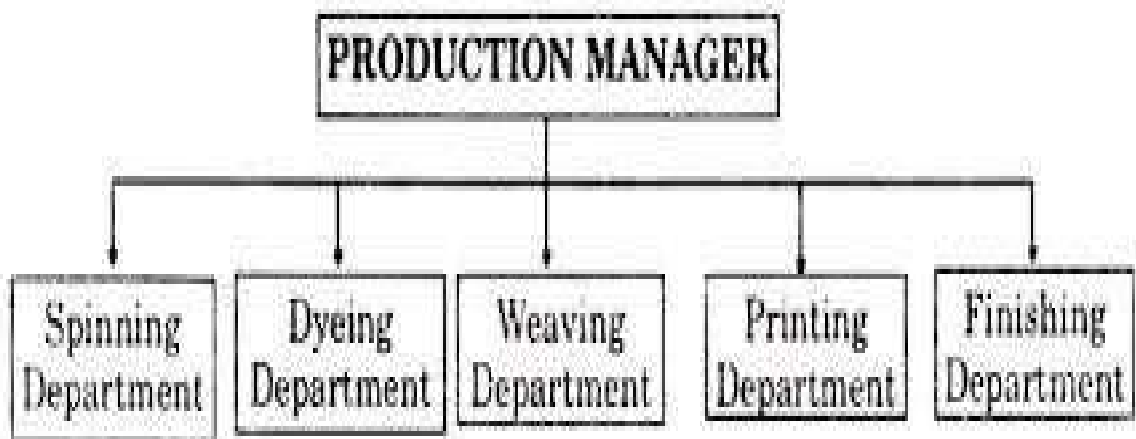 PRODUCTION MANAGER
Spinning
Department
Dyeing
Department
Weaving
Department
Printing
Department
Finishing
Department